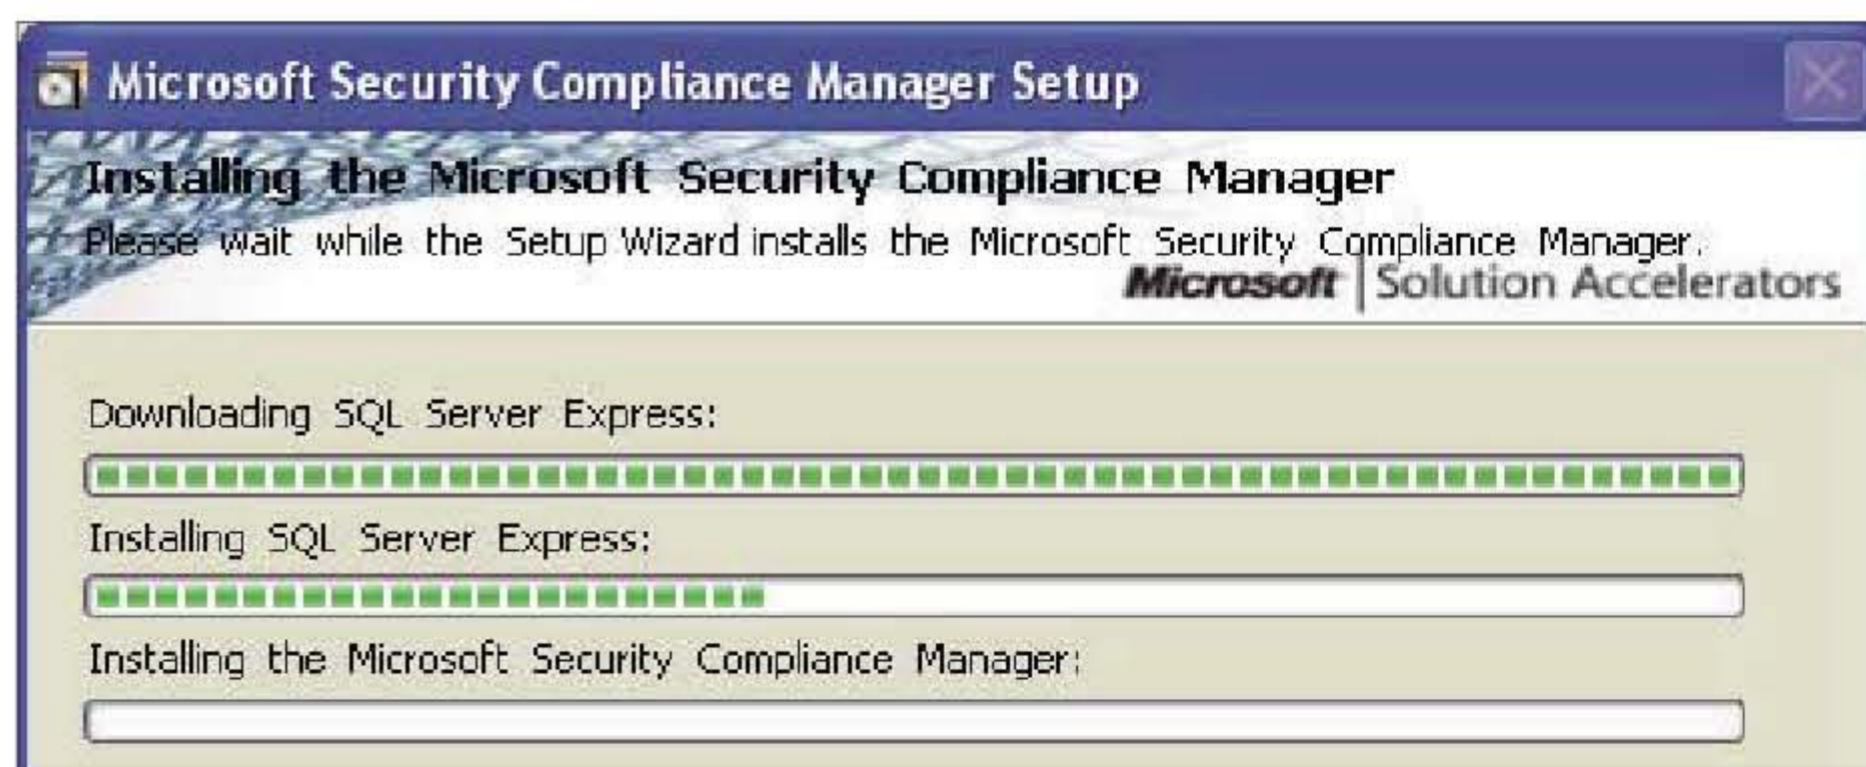 Microsoft Security Compliance Manager Setup
Installing the Microsoft Security Compliance Manager
Please wait while the Setup Wizard installs the Microsoft Security Compliance Manager.
Microsoft | Solution Accelerators
Downloading SQL Server Express:
Installing SQL Server Express:
Installing the Microsoft Security Compliance Manager: